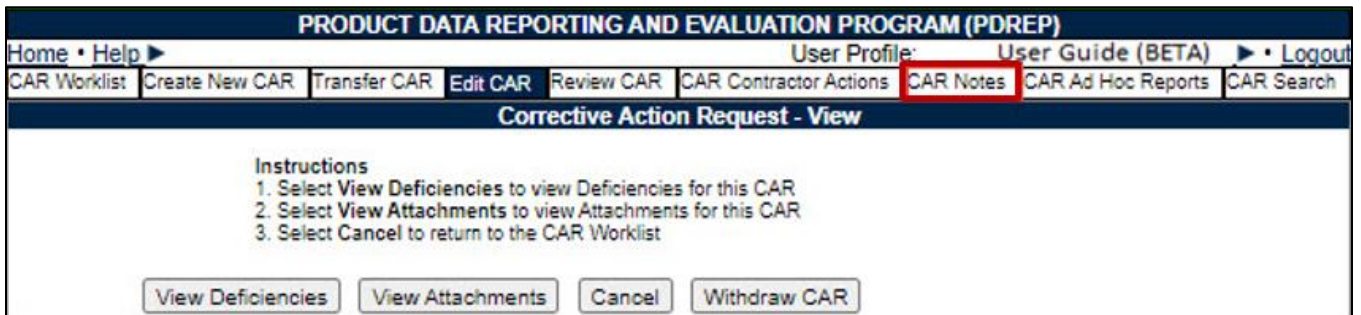 PRODUCT DATA REPORTING AND EVALUATION PROGRAM (PDREP)
Home • Help ▶ User Profile: User Guide (BETA) ▶ • Logout
CAR Worklist Create New CAR Transfer CAR Edit CAR Review CAR CAR Contractor Actions CAR Notes CAR Ad Hoc Reports CAR Search
Corrective Action Request - View
Instructions
1. Select View Deficiencies to view Deficiencies for this CAR
2. Select View Attachments to view Attachments for this CAR
3. Select Cancel to return to the CAR Worklist
View Deficiencies View Attachments Cancel Withdraw CAR